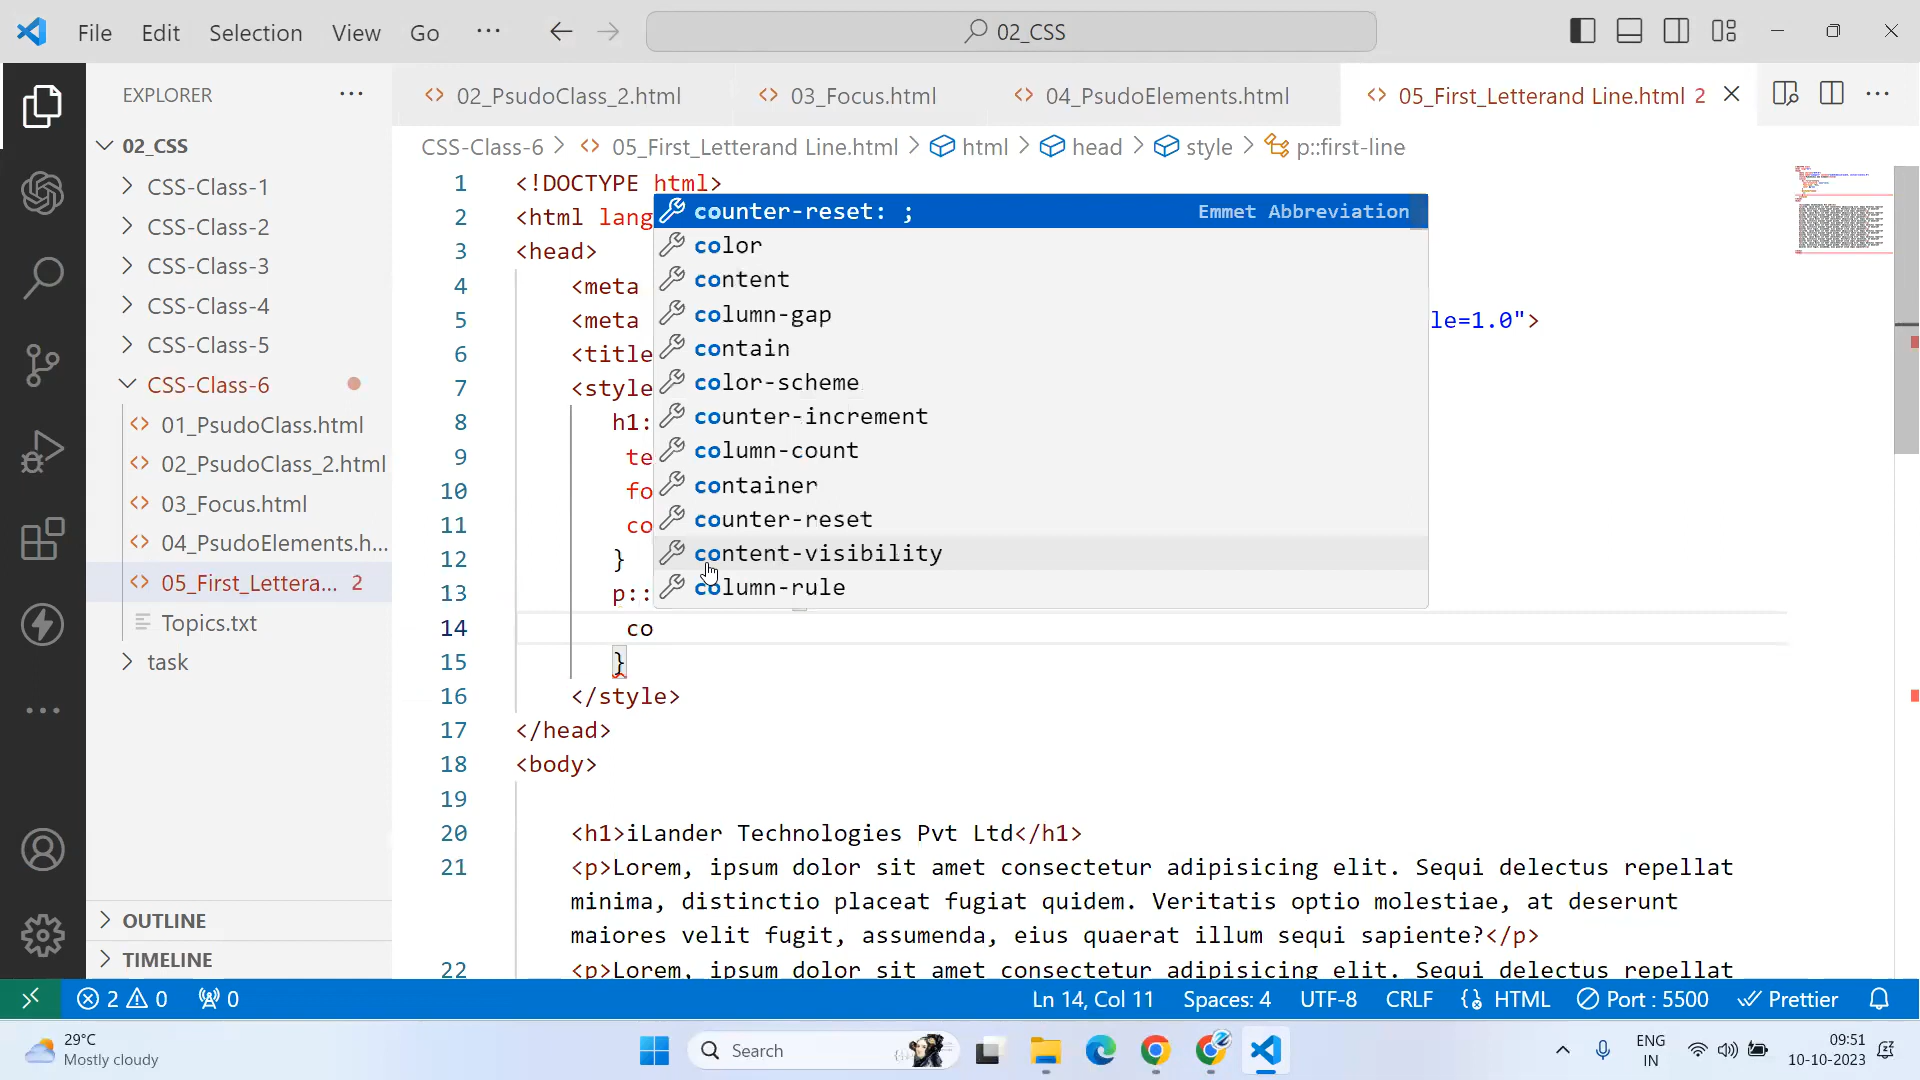 File Edit Selection View Go ··· 02_CSS
EXPLORER ···
02_PsudoClass_2.html 03_Focus.html 04_PsudoElements.html 05_First_Letterand Line.html 2
02_CSS
CSS-Class-6 > 05_First_Letterand Line.html > html > head > style > p::first-line
CSS-Class-1
CSS-Class-2
CSS-Class-3
CSS-Class-4
CSS-Class-5
CSS-Class-6
01_PsudoClass.html
02_PsudoClass_2.html
03_Focus.html
04_PsudoElements.h...
05_First_Lettera... 2
Topics.txt
task
OUTLINE
TIMELINE
1 <!DOCTYPE html>
2 <html lang
3 <head>
4 <meta
5 <meta le=1.0">
6 <title
7 <style
8 h1:
9 te
10 fo
11 co
12 }
13 p::
14 co
15 }
16 </style>
17 </head>
18 <body>
19
20 <h1>iLander Technologies Pvt Ltd</h1>
21 <p>Lorem, ipsum dolor sit amet consectetur adipisicing elit. Sequi delectus repellat
minima, distinctio placeat fugiat quidem. Veritatis optio molestiae, at deserunt
maiores velit fugit, assumenda, eius quaerat illum sequi sapiente?</p>
22 <p>Lorem, ipsum dolor sit amet consectetur adipisicing elit. Sequi delectus repellat
counter-reset: ; Emmet Abbreviation
color
content
column-gap
contain
color-scheme
counter-increment
column-count
container
counter-reset
content-visibility
column-rule
2 0 0 Ln 14, Col 11 Spaces: 4 UTF-8 CRLF HTML Port : 5500 Prettier
29°C
Mostly cloudy
Search
ENG
IN
09:51
10-10-2023